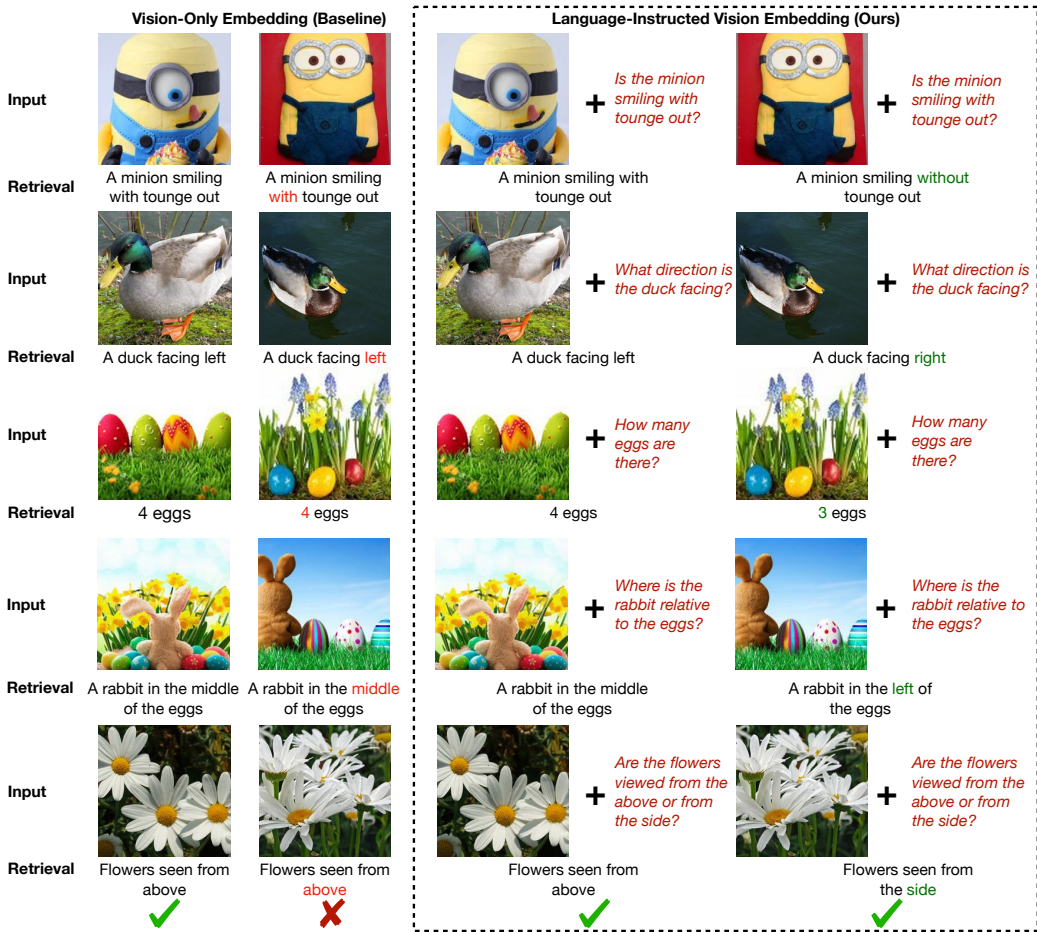 Vision-Only Embedding (Baseline)
Language-Instructed Vision Embedding (Ours)
Input
+
Is the minion
smiling with
tounge out?
+
Is the minion
smiling with
tounge out?
Retrieval
A minion smiling
with tounge out
A minion smiling
with tounge out
A minion smiling with
tounge out
A minion smiling without
tounge out
Input
+
What direction is
the duck facing?
+
What direction is
the duck facing?
Retrieval
A duck facing left
A duck facing left
A duck facing left
A duck facing right
Input
+
How many
eggs are
there?
+
How many
eggs are
there?
Retrieval
4 eggs
4 eggs
4 eggs
3 eggs
Input
+
Where is the
rabbit relative
to the eggs?
+
Where is the
rabbit relative to
the eggs?
Retrieval
A rabbit in the middle
of the eggs
A rabbit in the middle
of the eggs
A rabbit in the middle
of the eggs
A rabbit in the left of
the eggs
Input
+
Are the flowers
viewed from the
above or from
the side?
+
Are the flowers
viewed from the
above or from
the side?
Retrieval
Flowers seen from
above
Flowers seen from
above
Flowers seen from
above
Flowers seen from
the side